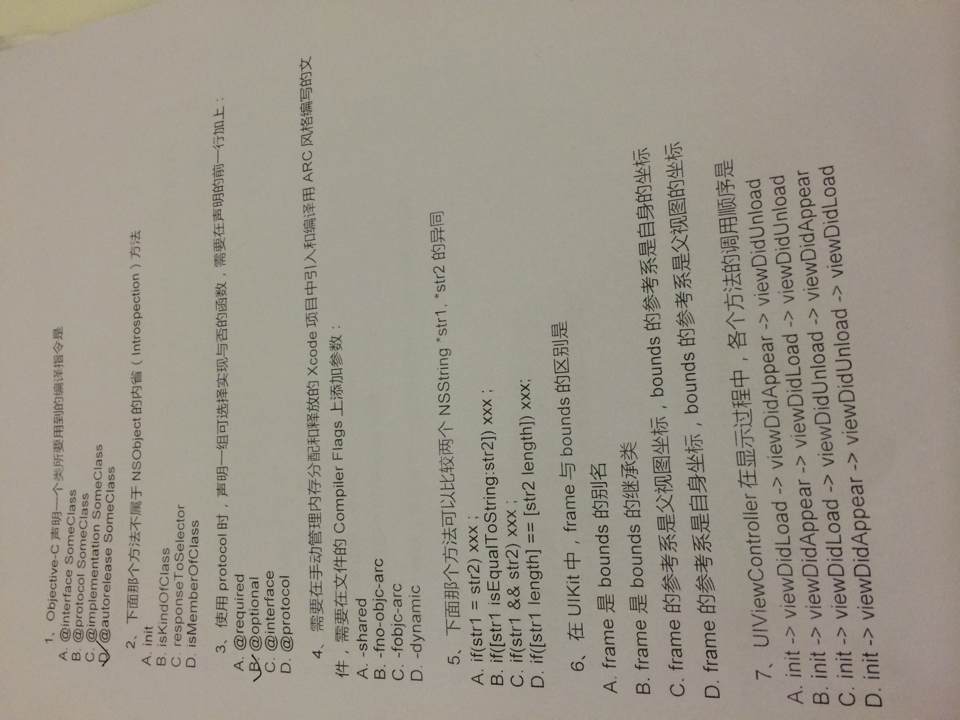 1、Objective-C 声明一个类所要用到的编译指令是
A. @interface SomeClass
B. @protocol SomeClass
C. @implementation SomeClass
D. @autorelease SomeClass
2、下面那个方法不属于 NSObject 的内省（Introspection）方法
A. init
B. isKindOfClass
C. responseToSelector
D. isMemberOfClass
3、使用 protocol 时，声明一组可选择实现与否的函数，需要在声明的前一行加上：
A. @required
B. @optional
C. @interface
D. @protocol
4、需要在手动管理内存分配和释放的 Xcode 项目中引入和编译用 ARC 风格编写的文
件，需要在文件的 Compiler Flags 上添加参数：
A. -shared
B. -fno-objc-arc
C. -fobjc-arc
D. -dynamic
5、下面那个方法可以比较两个 NSString *str1, *str2 的异同
A. if(str1 = str2) xxx ;
B. if([str1 isEqualToString:str2]) xxx ;
C. if(str1 && str2) xxx ;
D. if([str1 length] == [str2 length]) xxx;
6、在 UIKit 中，frame 与 bounds 的区别是
A. frame 是 bounds 的别名
B. frame 是 bounds 的继承类
C. frame 的参考系是父视图坐标，bounds 的参考系是自身的坐标
D. frame 的参考系是自身坐标，bounds 的参考系是父视图的坐标
7、UIViewController 在显示过程中，各个方法的调用顺序是
A. init -> viewDidLoad -> viewDidAppear -> viewDidUnload
B. init -> viewDidAppear -> viewDidLoad -> viewDidUnload
C. init -> viewDidLoad -> viewDidUnload -> viewDidAppear
D. init -> viewDidAppear -> viewDidUnload -> viewDidLoad